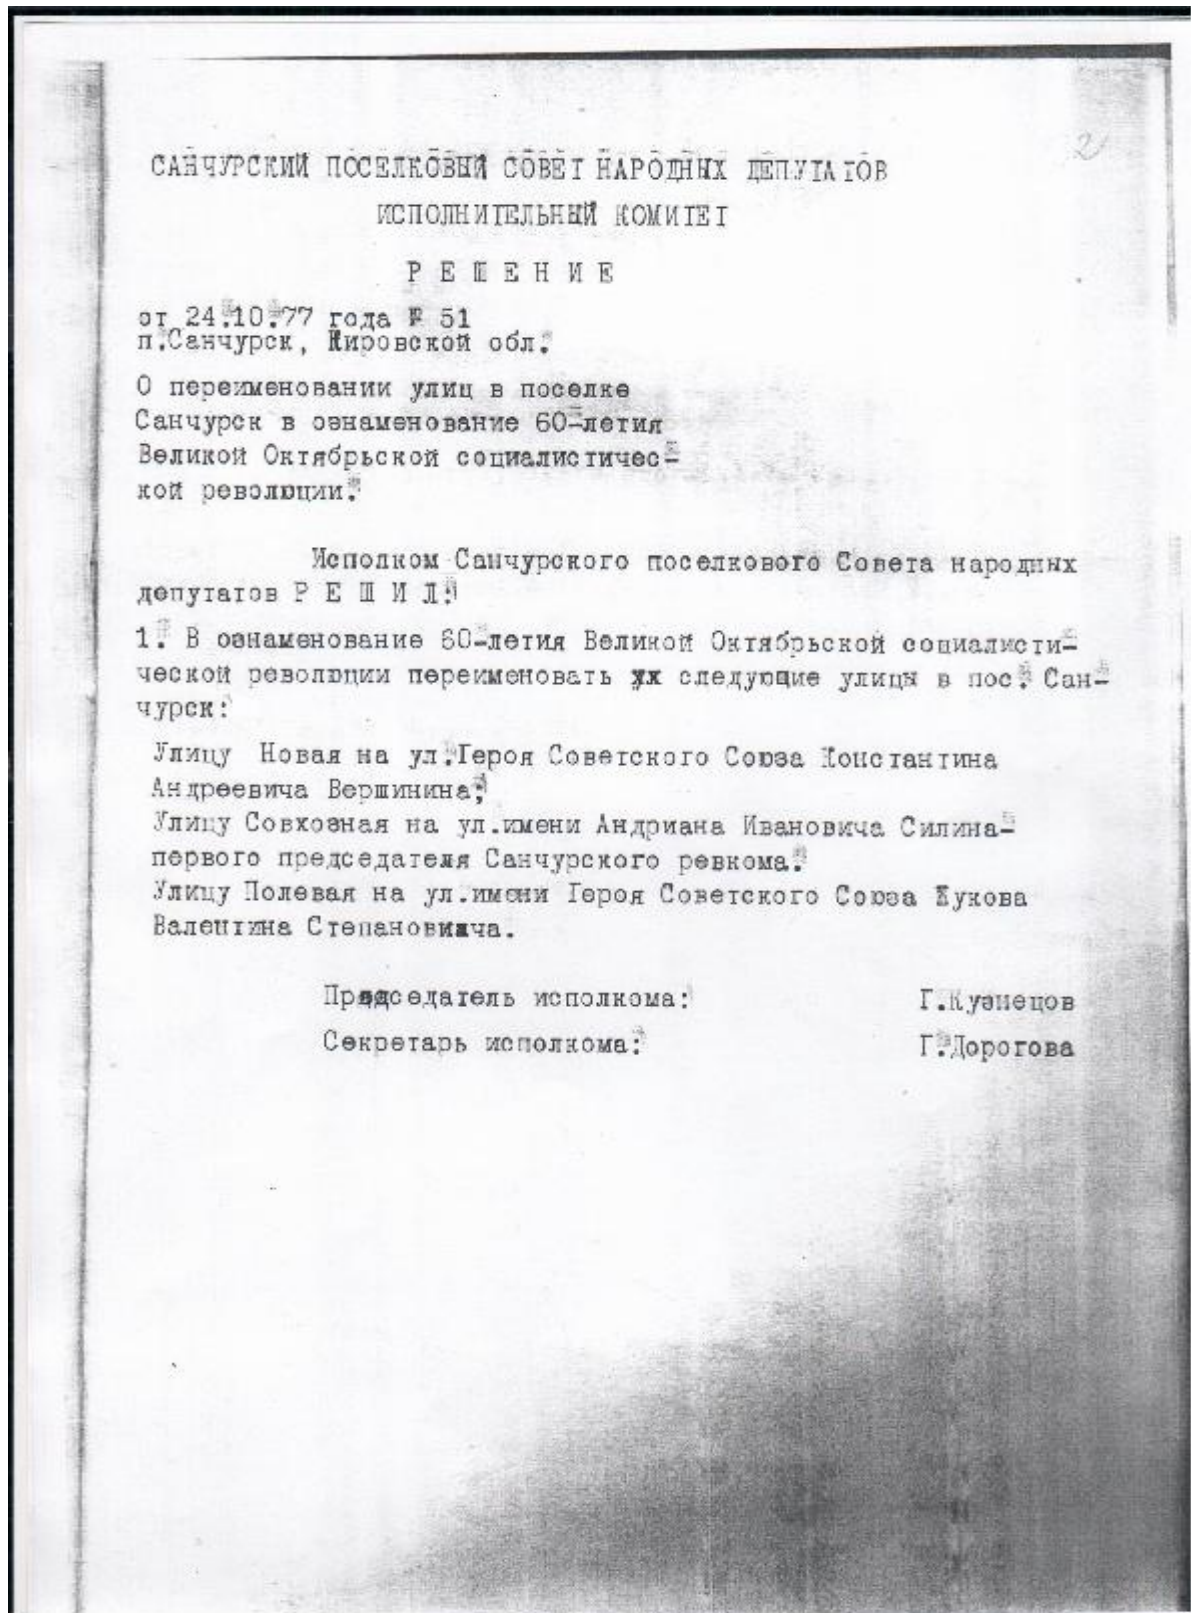 2
САНЧУРСКИЙ ПОСЕЛКОВЫЙ СОВЕТ НАРОДНЫХ ДЕПУТАТОВ
ИСПОЛНИТЕЛЬНЫЙ КОМИТЕТ
Р Е Ш Е Н И Е
от 24.10.77 года № 51
п.Санчурск, Кировской обл.
О переименовании улиц в поселке
Санчурск в ознаменование 60-летия
Великой Октябрьской социалистичес-
кой революции.
Исполком Санчурского поселкового Совета народных
депутатов Р Е Ш И Л:
1. В ознаменование 60-летия Великой Октябрьской социалисти-
ческой революции переименовать ух следующие улицы в пос. Сан-
чурск:
Улицу Новая на ул.Героя Советского Союза Константина
Андреевича Вершинина;
Улицу Совхозная на ул.имени Андриана Ивановича Силина-
первого председателя Санчурского ревкома.
Улицу Полевая на ул.имени Героя Советского Союза Жукова
Валентина Степановича.
Председатель исполкома: Г.Кузнецов
Секретарь исполкома: Г.Дорогова